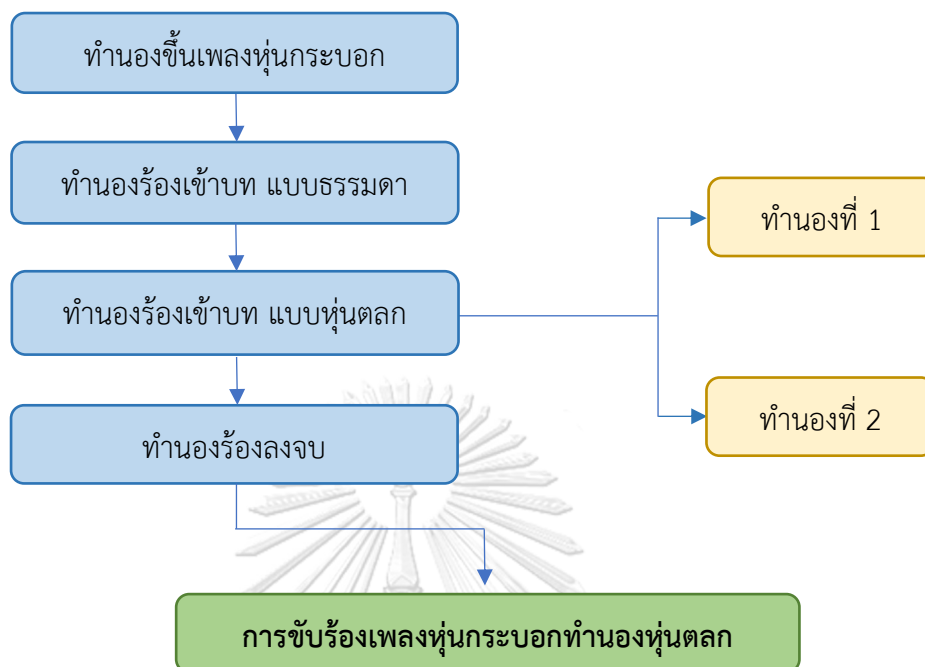 ทำนองขึ้นเพลงหุ่นกระบอก
ทำนองร้องเข้าบท แบบธรรมดา
ทำนองร้องเข้าบท แบบหุ่นตลก
ทำนองที่ 1
ทำนองที่ 2
ทำนองร้องลงจบ
การขับร้องเพลงหุ่นกระบอกทำนองหุ่นตลก